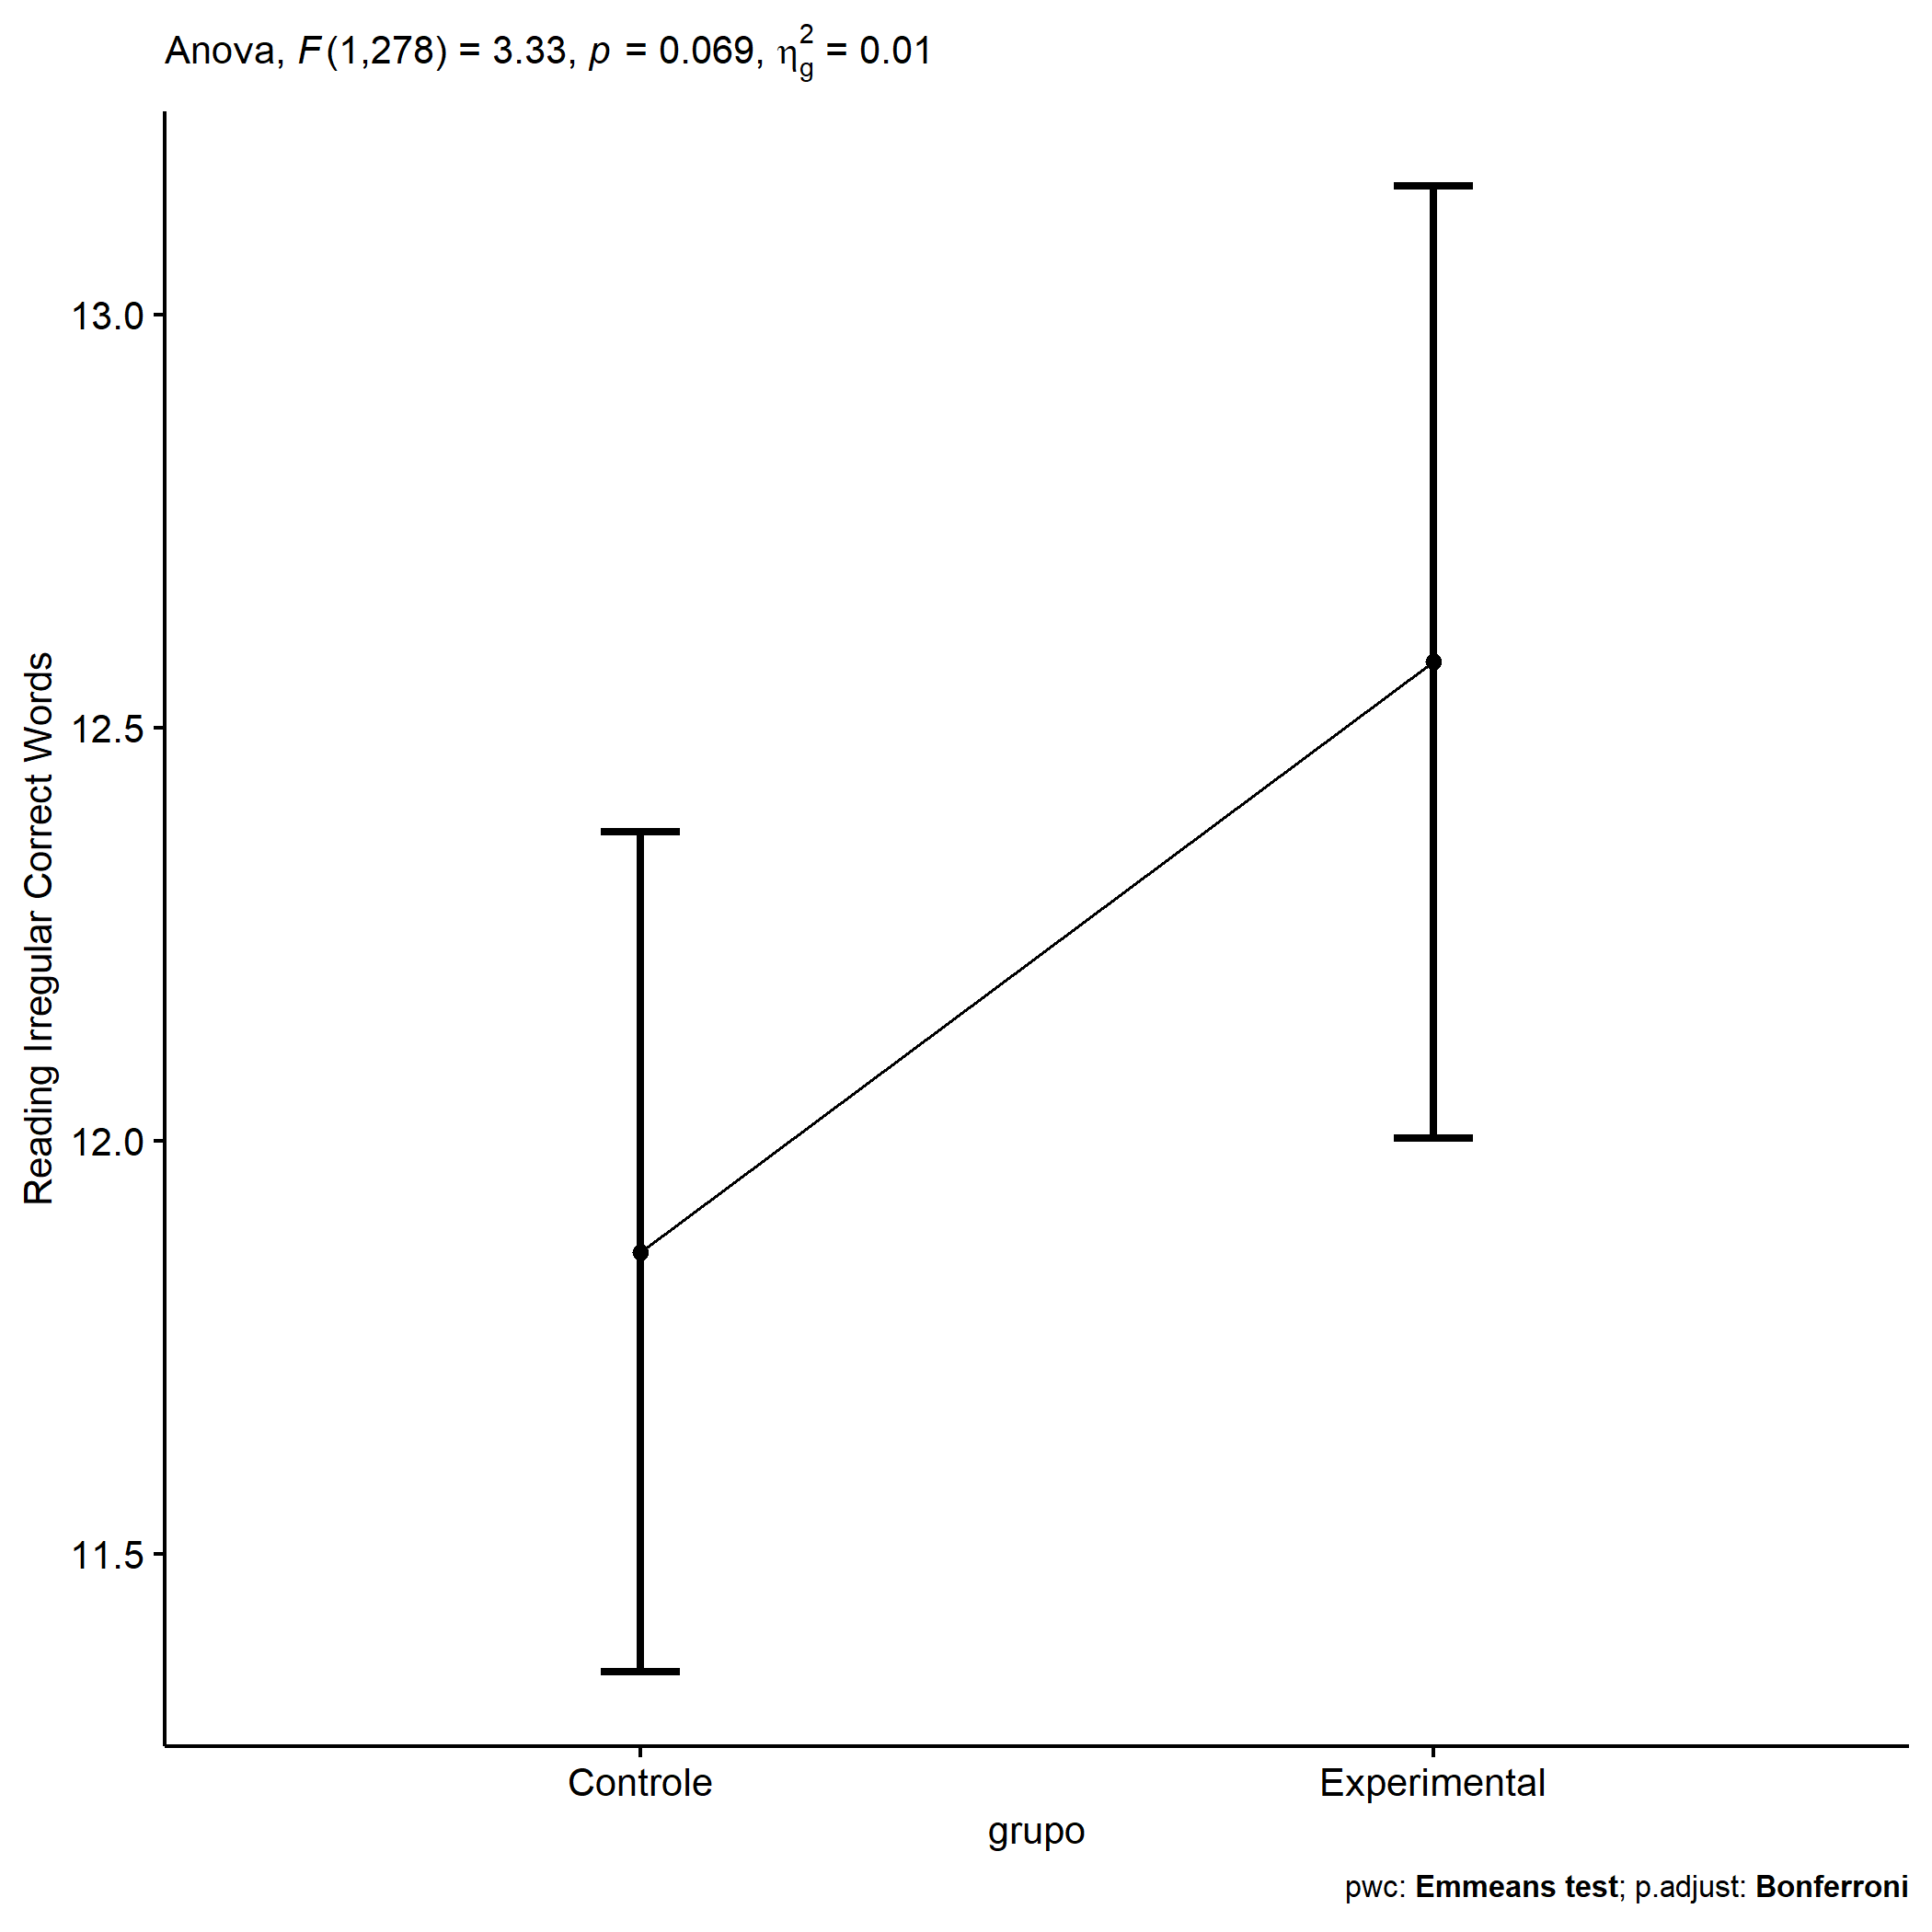 Anova, F(1,278) = 3.33, p = 0.069, η²g = 0.01
Reading Irregular Correct Words
13.0
12.5
12.0
11.5
Controle
Experimental
grupo
pwc: Emmeans test; p.adjust: Bonferroni